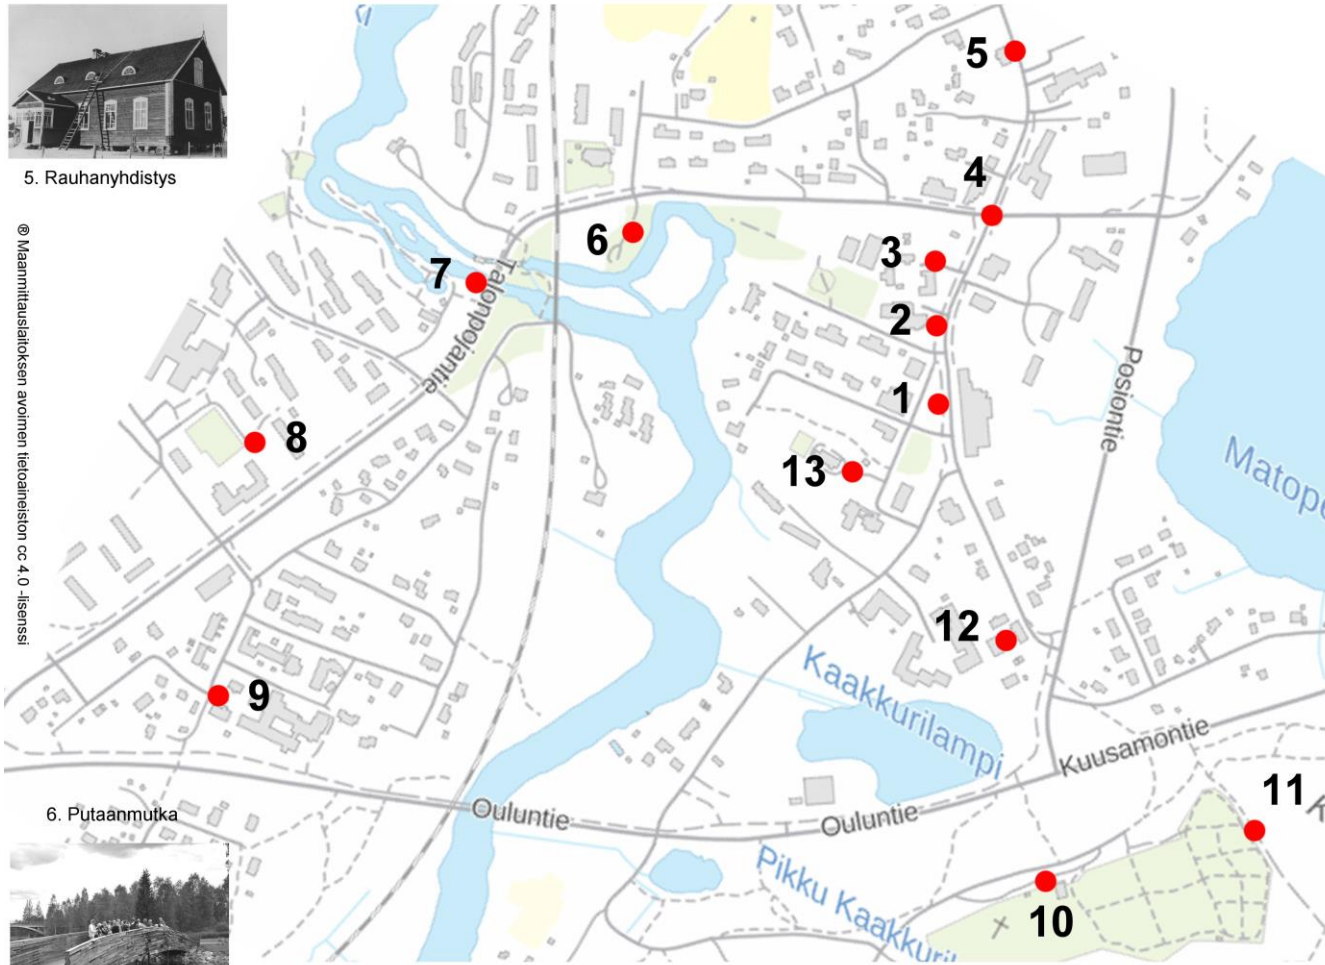 5. Rauhanyhdistys
® Maanmittauslaitoksen avoimen tietoaineiston cc 4.0 -lisenssi
5
4
6
3
7
Talonpojantie
2
Posiontie
1
8
13
Matope
12
Kaakkurilampi
9
Kuusamontie
6. Putaanmutka
Ouluntie
Ouluntie
11
Pikku Kaakkuril
10